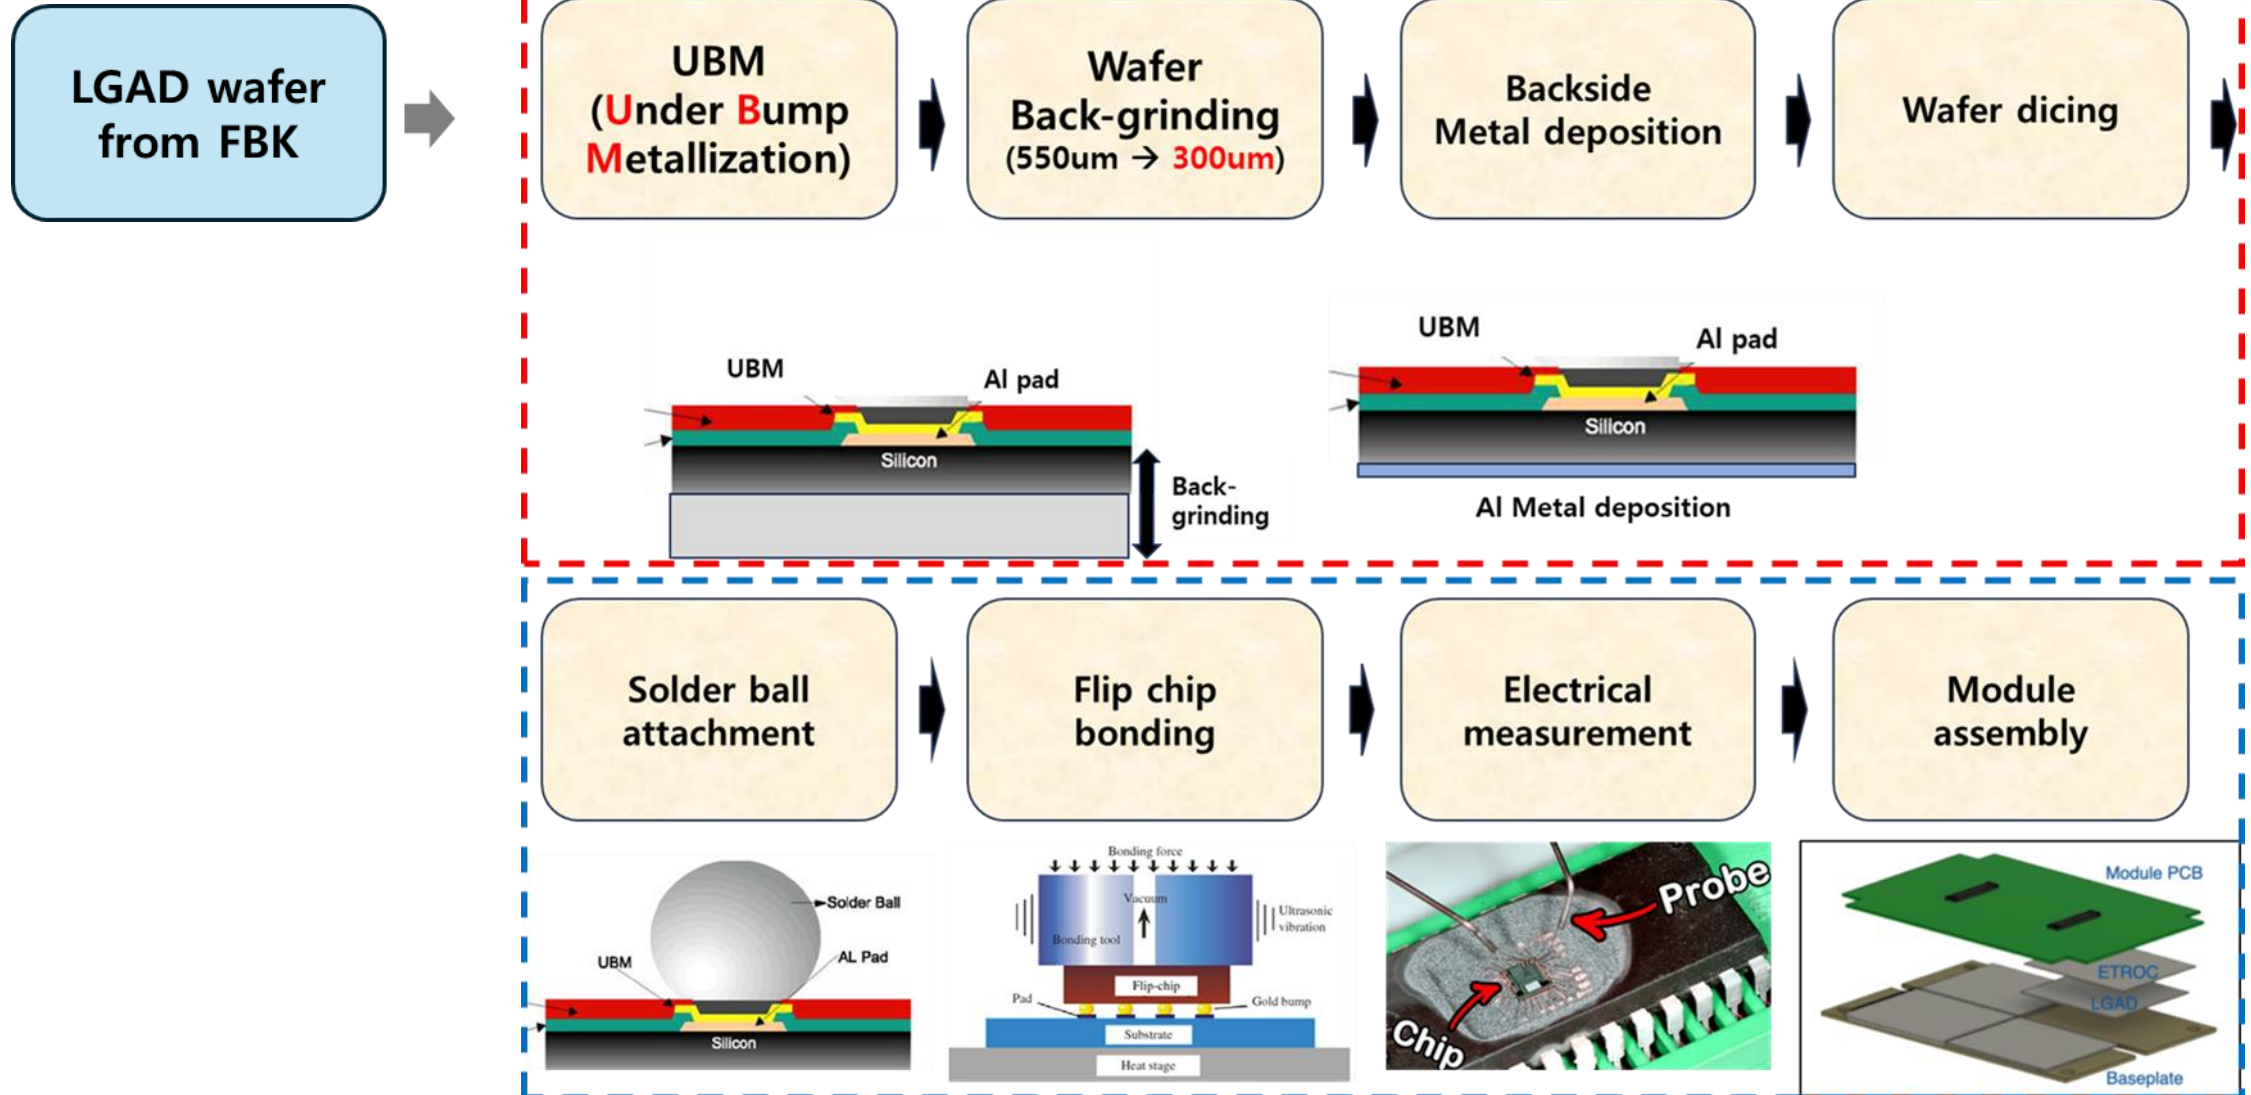 LGAD wafer
from FBK
UBM
(Under Bump
Metallization)
Wafer
Back-grinding
(550um → 300um)
Backside
Metal deposition
Wafer dicing
UBM
Al pad
Silicon
Back-
grinding
UBM
Al pad
Silicon
Al Metal deposition
Solder ball
attachment
Flip chip
bonding
Electrical
measurement
Module
assembly
Solder Ball
UBM
AL Pad
Silicon
Bonding force
Vacuum
Bonding tool
Ultrasonic
vibration
Flip-chip
Pad
Gold bump
Substrate
Heat stage
Probe
Chip
Module PCB
ETROC
LGAD
Baseplate